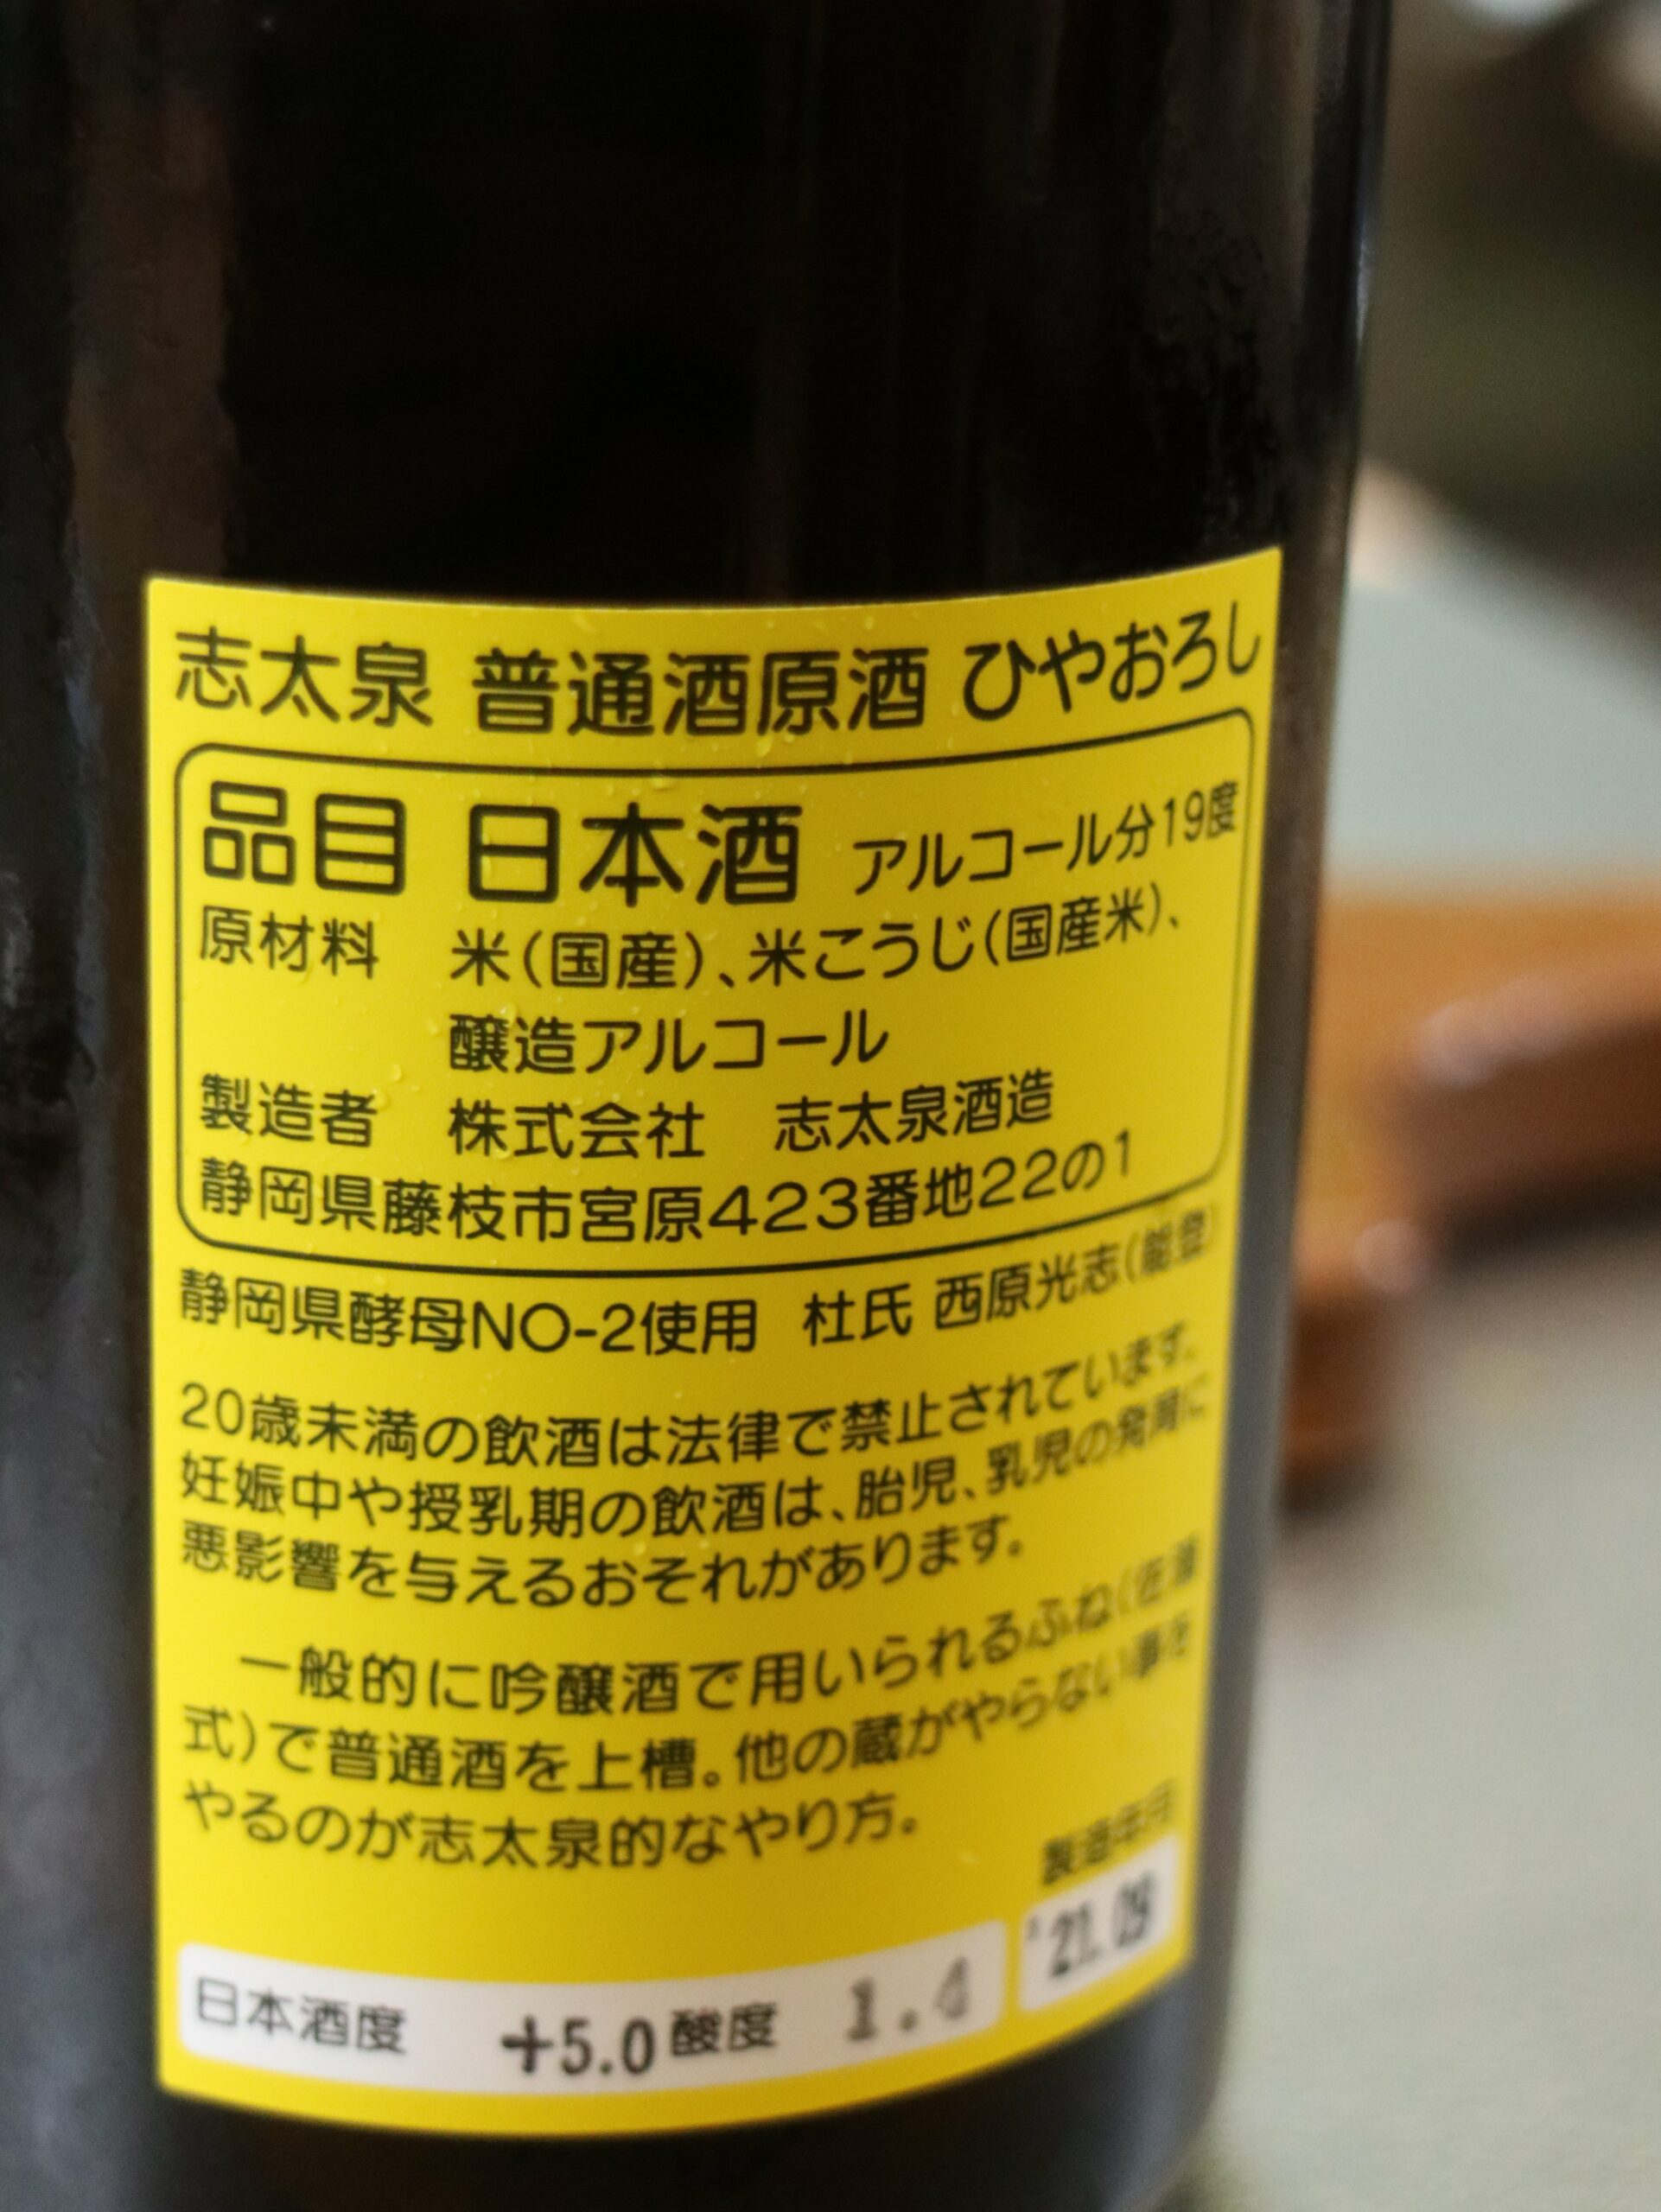 志太泉 普通酒原酒 ひやおろし
品目 日本酒 アルコール分19度
原材料 米(国産)、米こうじ(国産米)、
醸造アルコール
製造者 株式会社 志太泉酒造
静岡県藤枝市宮原423番地22の1
静岡県酵母NO-2使用 杜氏 西原光志(能登)
20歳未満の飲酒は法律で禁止されています。
妊娠中や授乳期の飲酒は、胎児、乳児の発育に
悪影響を与えるおそれがあります。
一般的に吟醸酒で用いられるふね(佐瀬
式)で普通酒を上槽。他の蔵がやらない事を
やるのが志太泉的なやり方。
製造年月
'21.09
日本酒度 +5.0 酸度 1.4